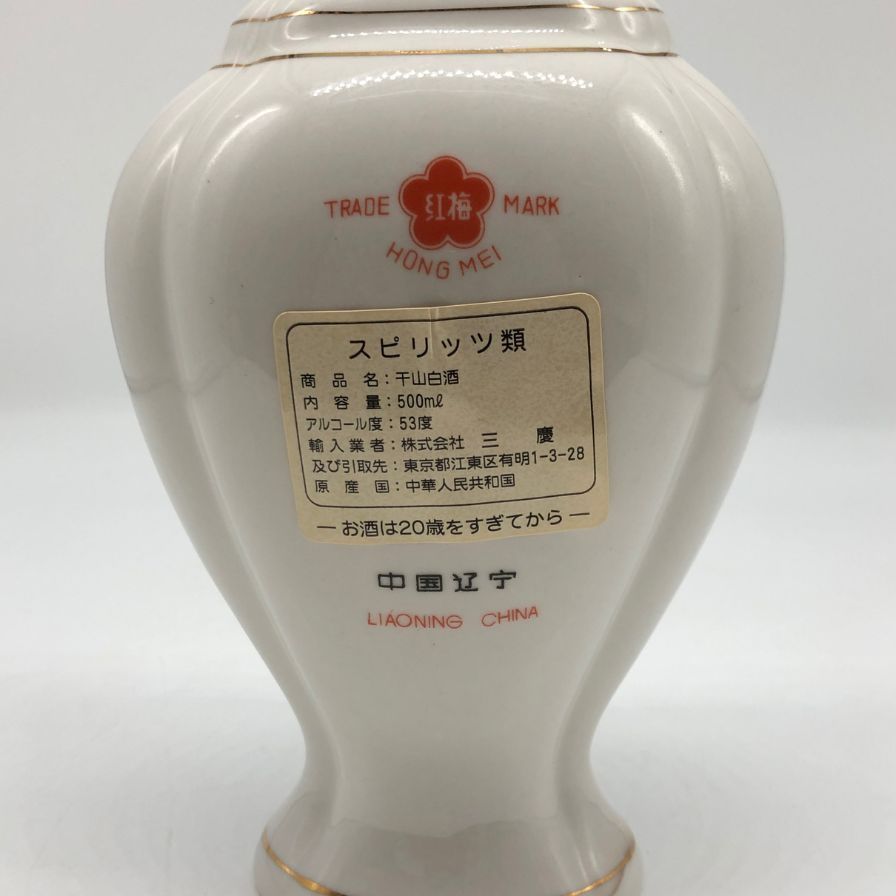 TRADE 红梅 MARK
HONG MEI
スピリッツ類
商品名：干山白酒
内容量：500mℓ
アルコール度：53度
輸入業者：株式会社 三慶
及び引取先：東京都江東区有明1-3-28
原産国：中華人民共和国
― お酒は20歳をすぎてから ―
中国辽宁
LIAONING CHINA